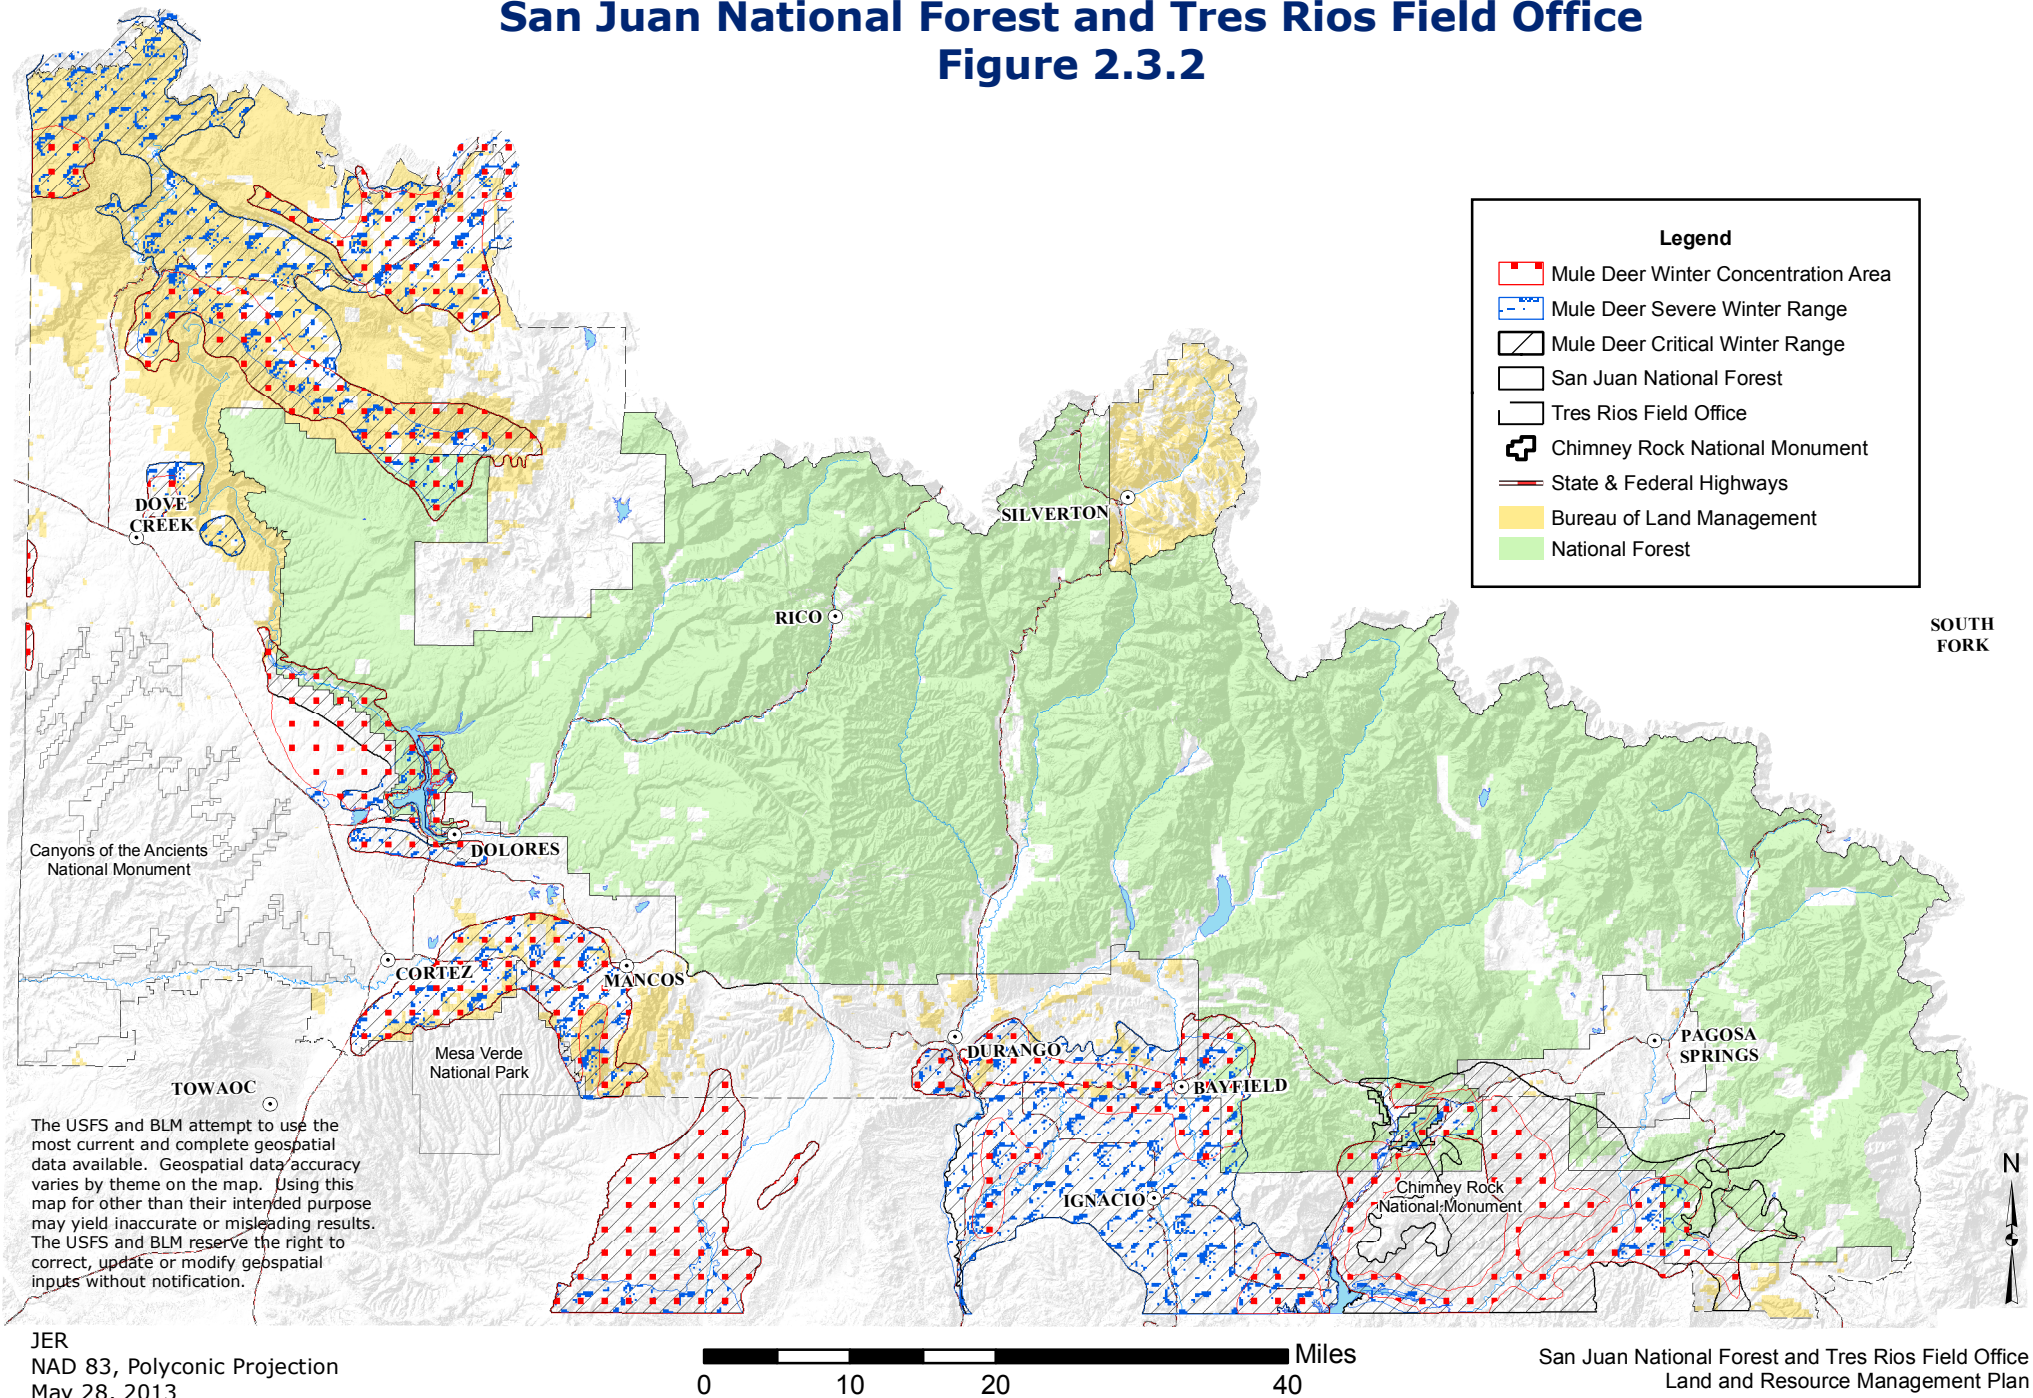 San Juan National Forest and Tres Rios Field Office
Figure 2.3.2
Legend
Mule Deer Winter Concentration Area
Mule Deer Severe Winter Range
Mule Deer Critical Winter Range
San Juan National Forest
Tres Rios Field Office
Chimney Rock National Monument
State & Federal Highways
Bureau of Land Management
National Forest
DOVE
CREEK
SILVERTON
RICO
SOUTH
FORK
DOLORES
Canyons of the Ancients
National Monument
CORTEZ
MANCOS
Mesa Verde
National Park
TOWAOC
DURANGO
BAYFIELD
IGNACIO
PAGOSA
SPRINGS
Chimney Rock
National Monument
N
The USFS and BLM attempt to use the
most current and complete geospatial
data available. Geospatial data accuracy
varies by theme on the map. Using this
map for other than their intended purpose
may yield inaccurate or misleading results.
The USFS and BLM reserve the right to
correct, update or modify geospatial
inputs without notification.
JER
NAD 83, Polyconic Projection
May 28, 2013
Miles
0 10 20 40
San Juan National Forest and Tres Rios Field Office
Land and Resource Management Plan